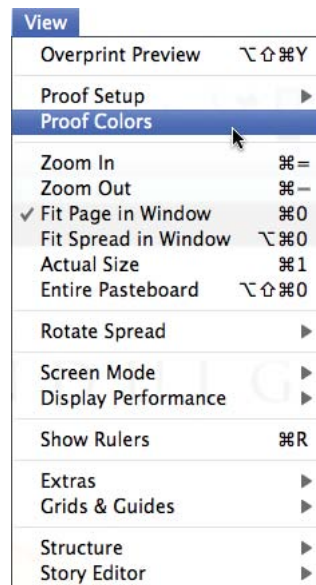 View
Overprint Preview ⌥⇧⌘Y
Proof Setup ▶
Proof Colors
Zoom In ⌘=
Zoom Out ⌘−
✓ Fit Page in Window ⌘0
Fit Spread in Window ⌥⌘0
Actual Size ⌘1
Entire Pasteboard ⌥⇧⌘0
Rotate Spread ▶
Screen Mode ▶
Display Performance ▶
Show Rulers ⌘R
Extras ▶
Grids & Guides ▶
Structure ▶
Story Editor ▶